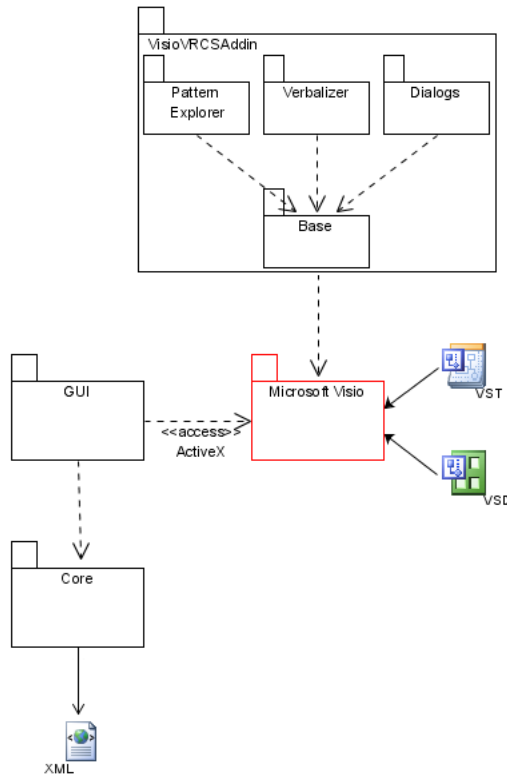 VisioVRCSAddin
Pattern
Explorer
Verbalizer
Dialogs
Base
GUI
<<access>>
ActiveX
Microsoft Visio
VST
VSD
Core
XML